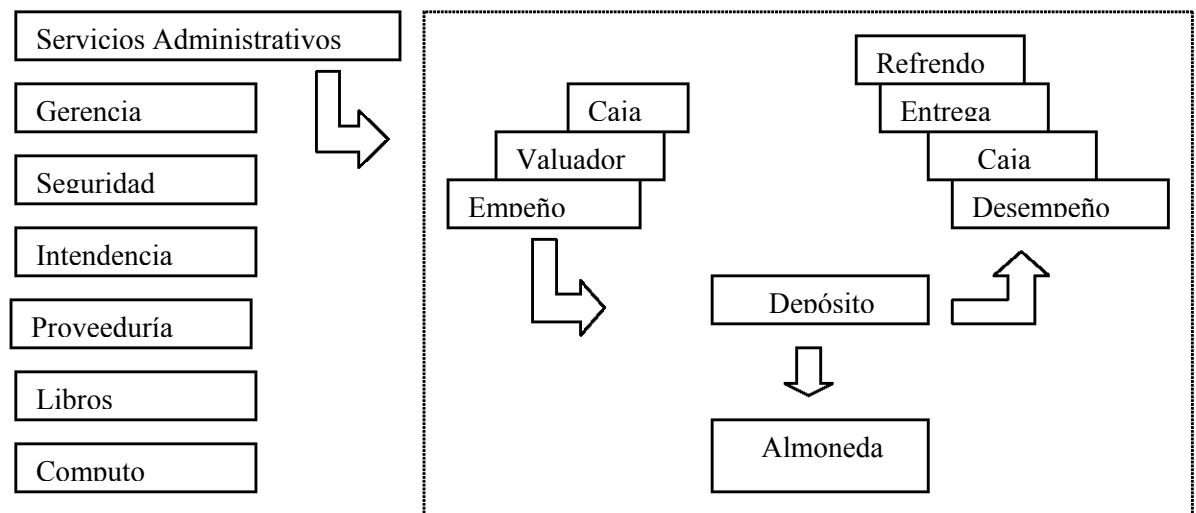 Servicios Administrativos
Gerencia
Seguridad
Intendencia
Proveeduría
Libros
Computo
Caja
Valuador
Empeño
Refrendo
Entrega
Caja
Desempeño
Depósito
Almoneda